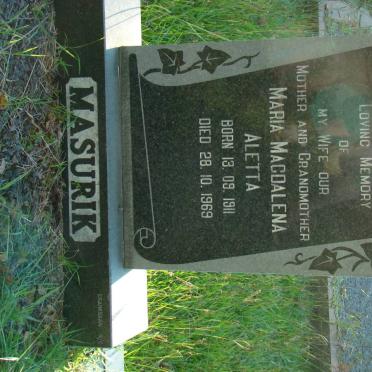 LOVING MEMORY
OF
MY WIFE OUR
MOTHER AND GRANDMOTHER
MARIA MAGDALENA
ALETTA
BORN 13. 09. 1911
DIED 28. 10. 1969
MASURIK